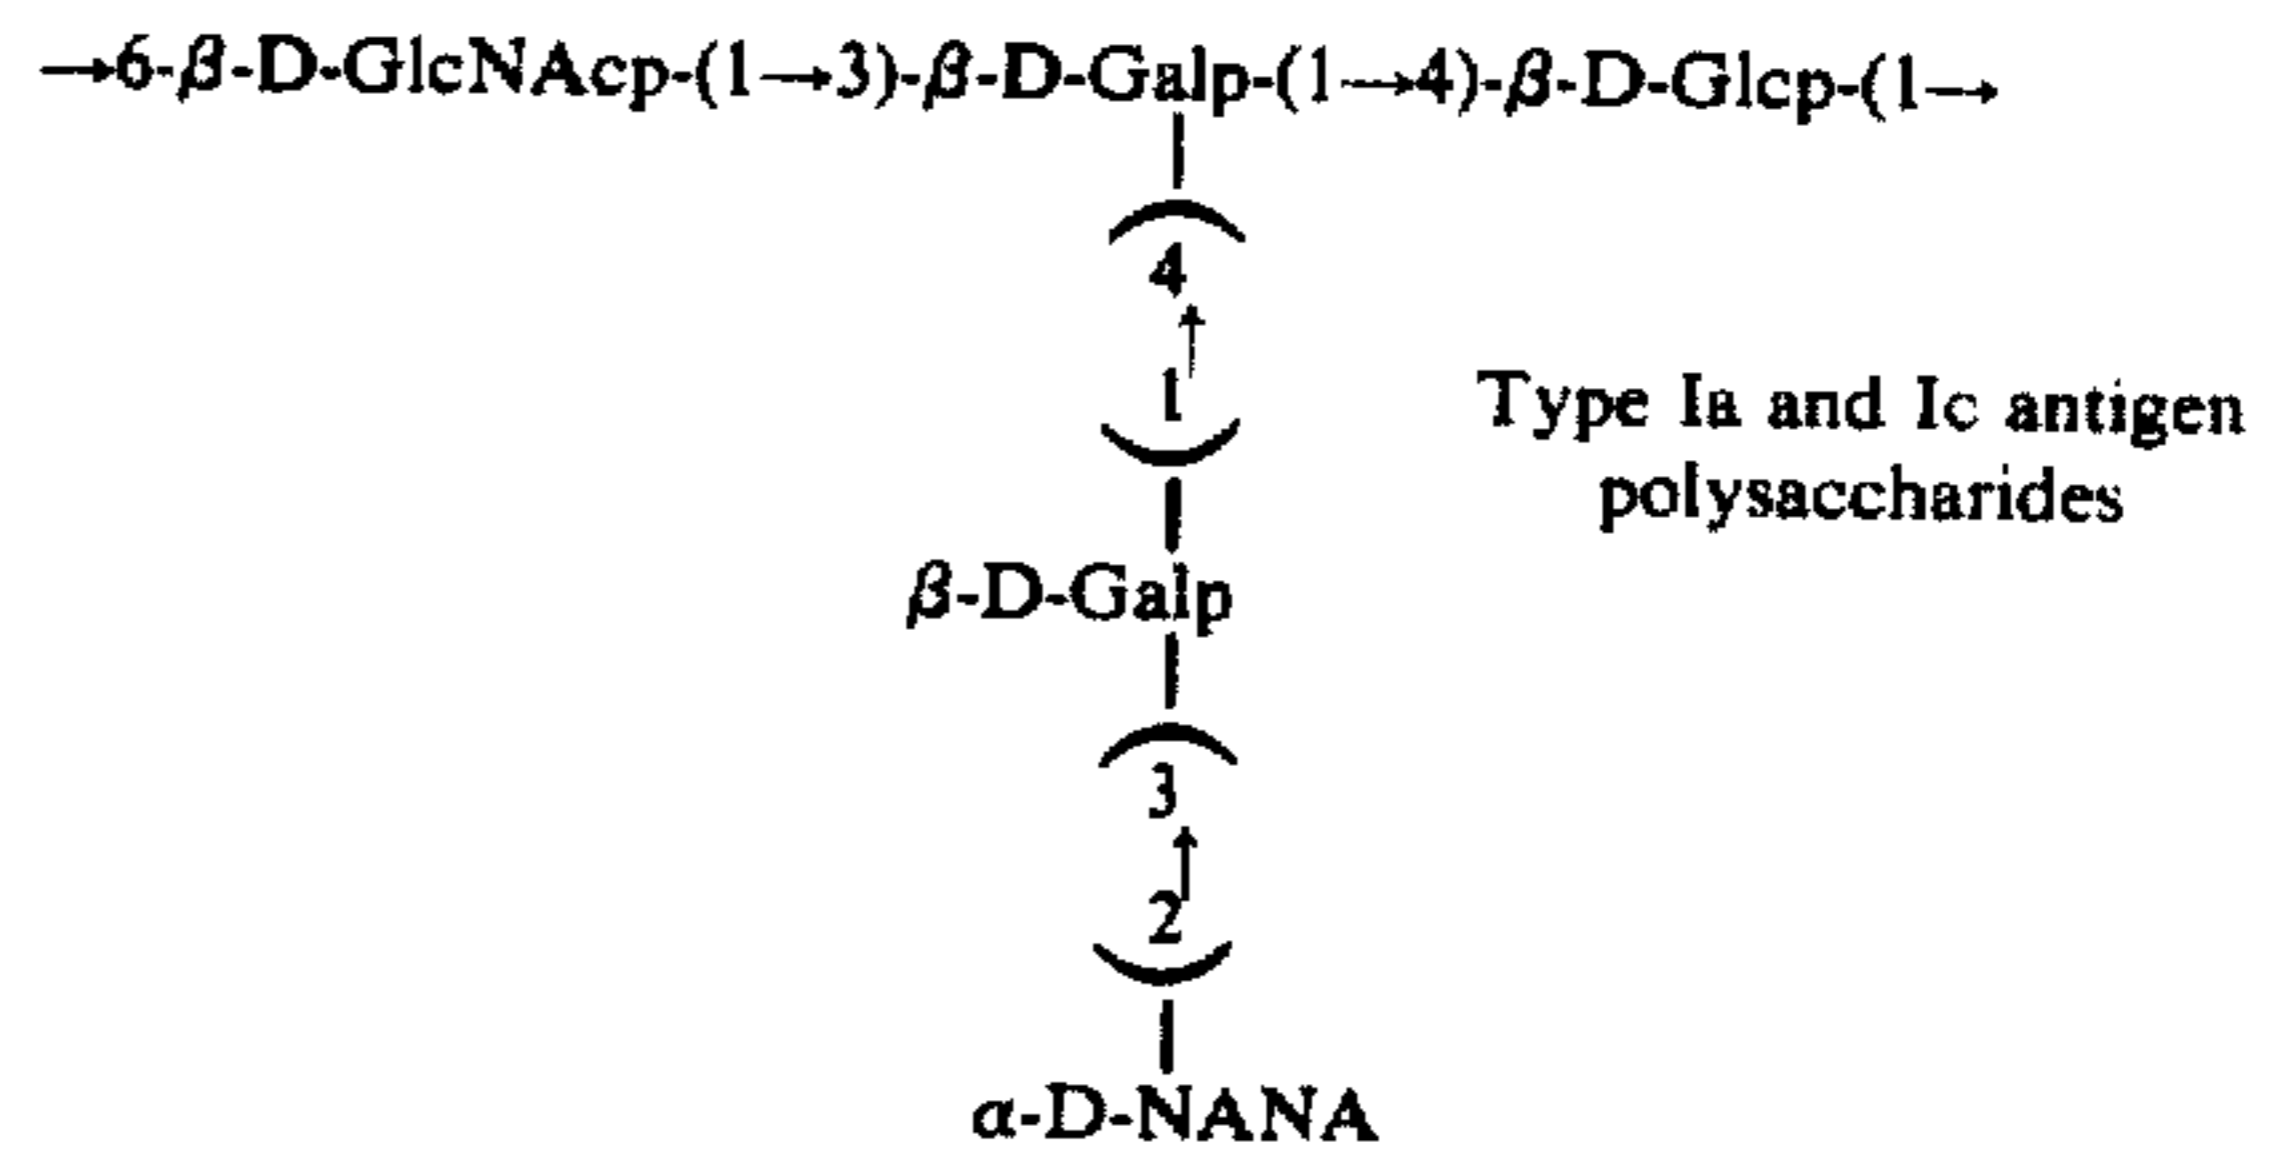 →6-β-D-GlcNAcp-(1→3)-β-D-Galp-(1→4)-β-D-Glcp-(1→
(
4
↑
1
)
Type Ia and Ic antigen
polysaccharides
β-D-Galp
(
3
↑
2
)
α-D-NANA